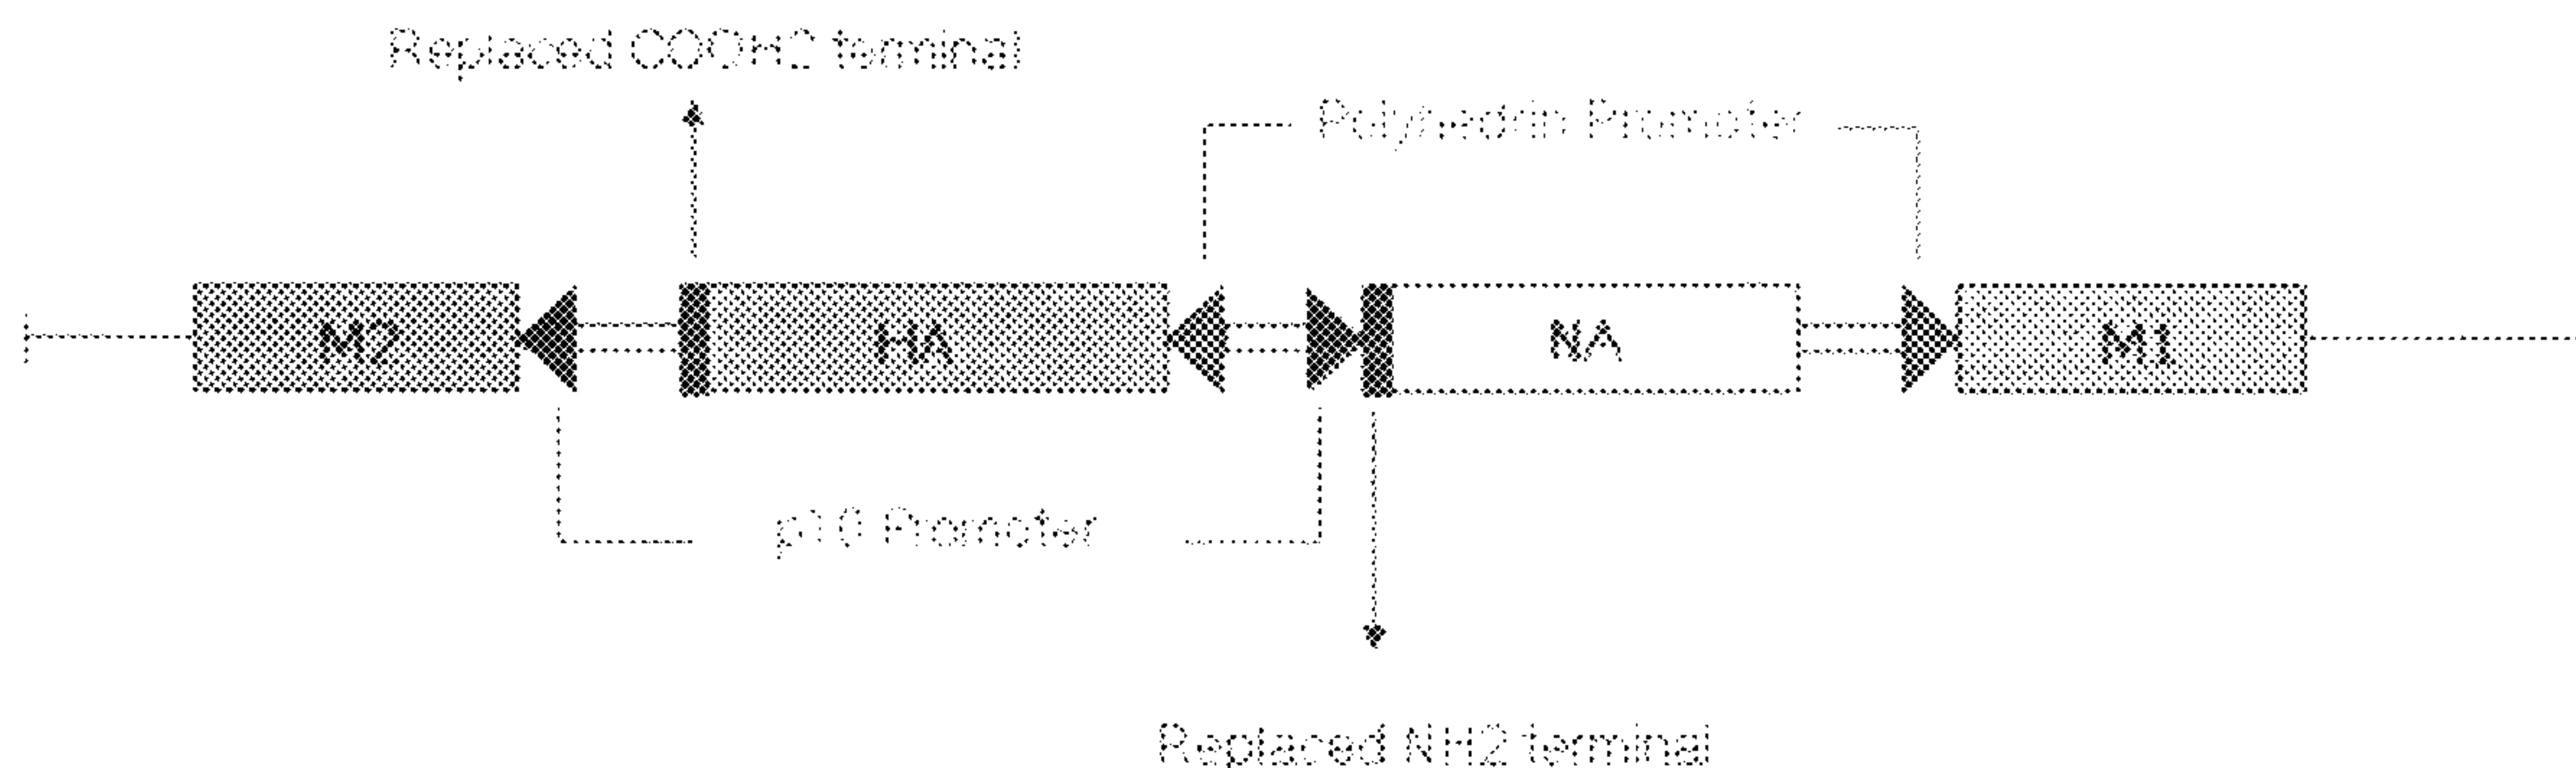 Replaced COOH2 terminal
Polyhedrin Promoter
M2
HA
NA
M1
p10 Promoter
Replaced NH2 terminal